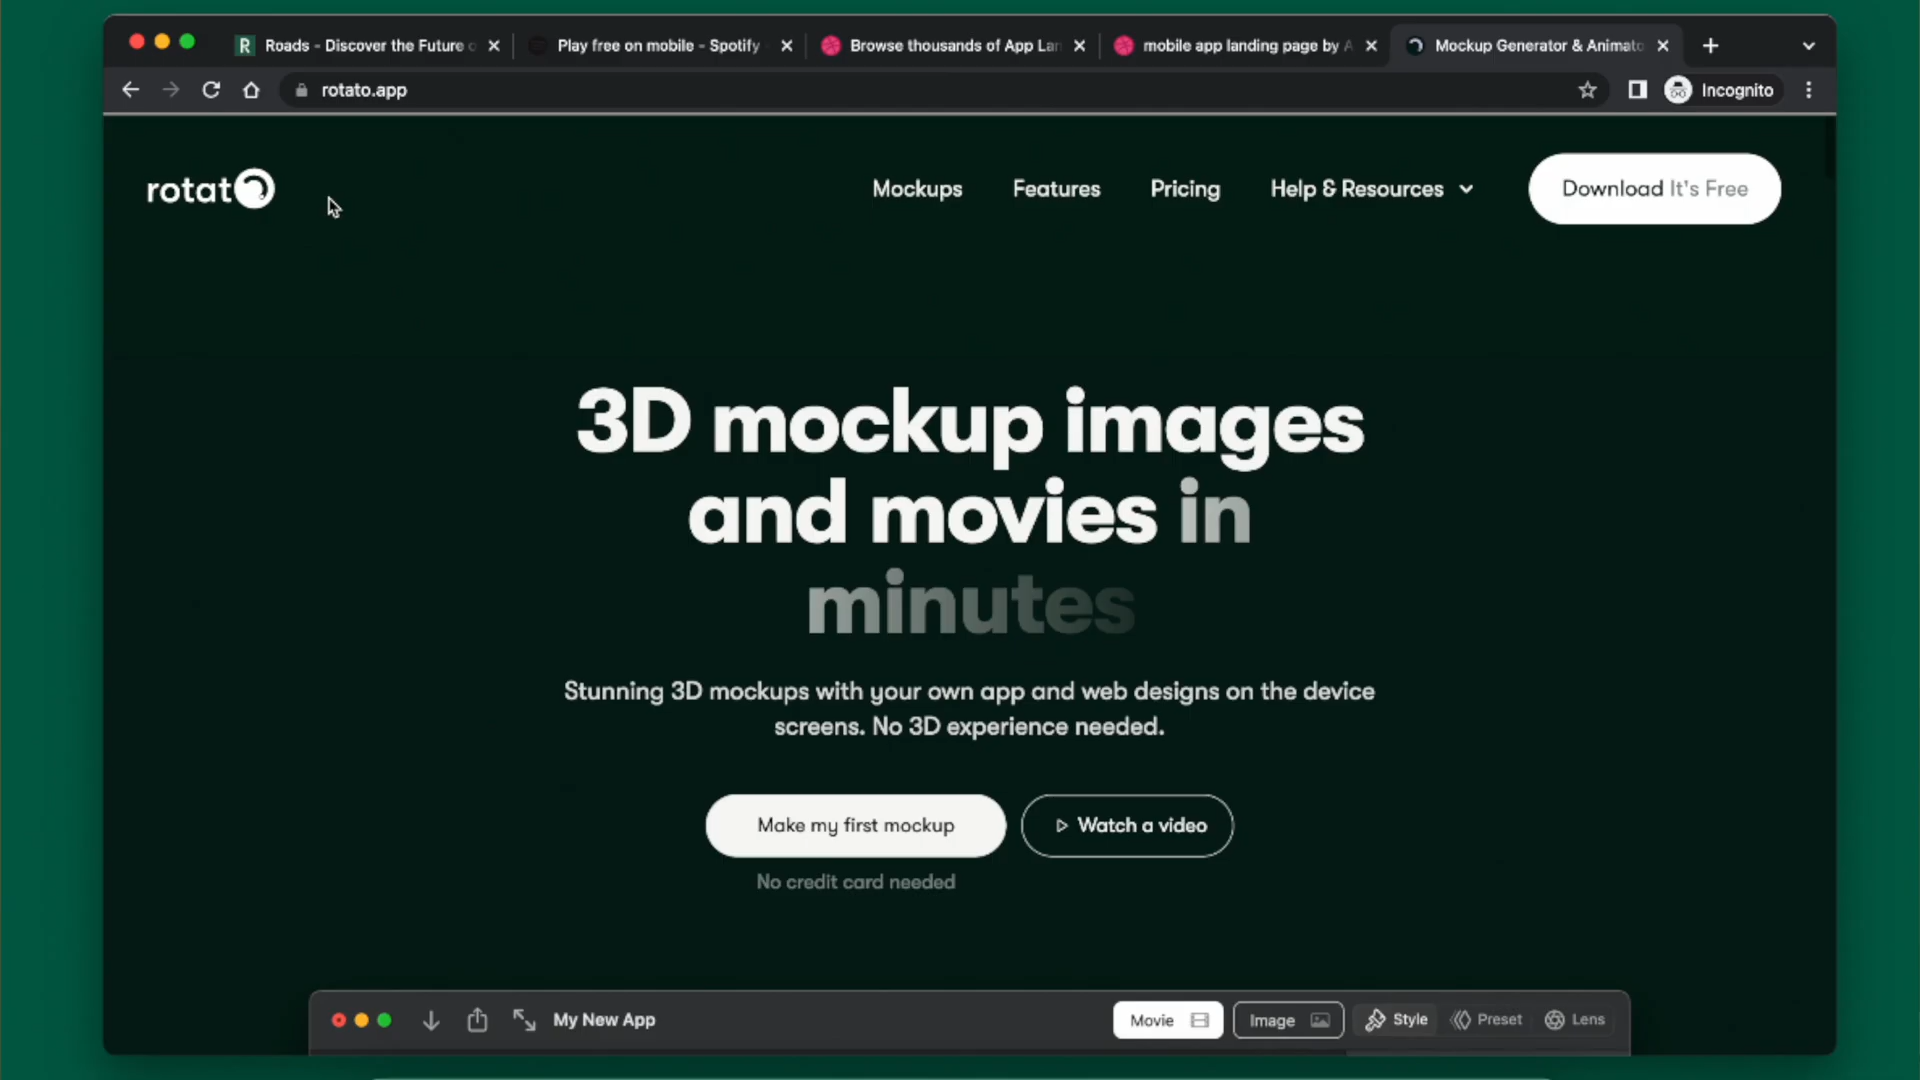 Roads - Discover the Future o
Play free on mobile - Spotify
Browse thousands of App Lan
mobile app landing page by A
Mockup Generator & Animato
rotato.app
Incognito
rotato
Mockups
Features
Pricing
Help & Resources
Download It's Free
3D mockup images
and movies in
minutes
Stunning 3D mockups with your own app and web designs on the device
screens. No 3D experience needed.
Make my first mockup
Watch a video
No credit card needed
My New App
Movie
Image
Style
Preset
Lens